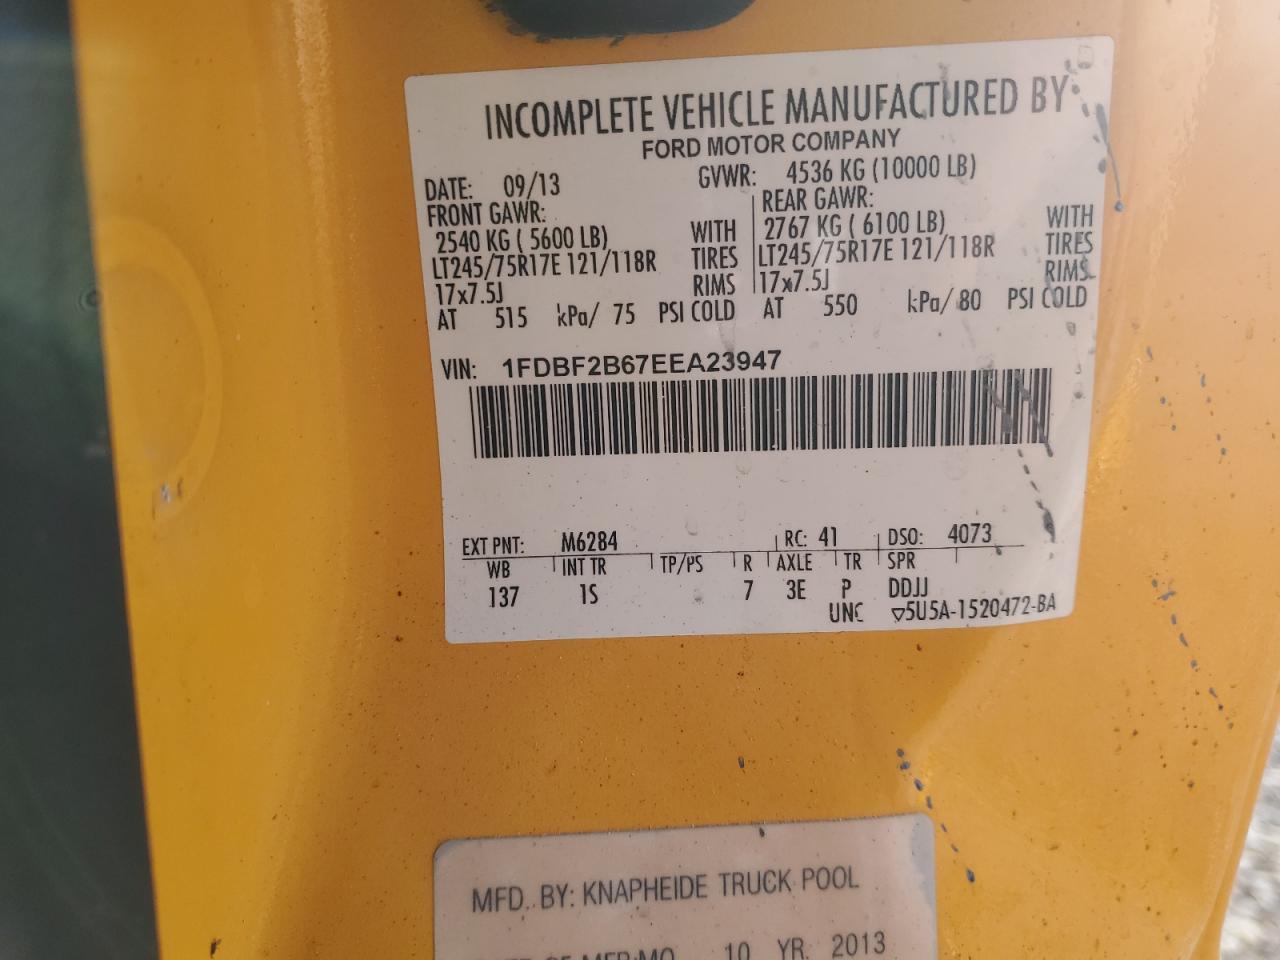 INCOMPLETE VEHICLE MANUFACTURED BY
FORD MOTOR COMPANY
DATE: 09/13 GVWR: 4536 KG (10000 LB)
FRONT GAWR: REAR GAWR:
2540 KG ( 5600 LB) WITH 2767 KG ( 6100 LB) WITH
LT245/75R17E 121/118R TIRES LT245/75R17E 121/118R TIRES
17x7.5J RIMS 17x7.5J RIMS
AT 515 kPa/ 75 PSI COLD AT 550 kPa/ 80 PSI COLD
VIN: 1FDBF2B67EEA23947
EXT PNT: M6284 RC: 41 DSO: 4073
WB INT TR TP/PS R AXLE TR SPR
137 1S 7 3E P DDJJ
UNC ▽5U5A-1520472-BA
MFD. BY: KNAPHEIDE TRUCK POOL
10 YR. 2013